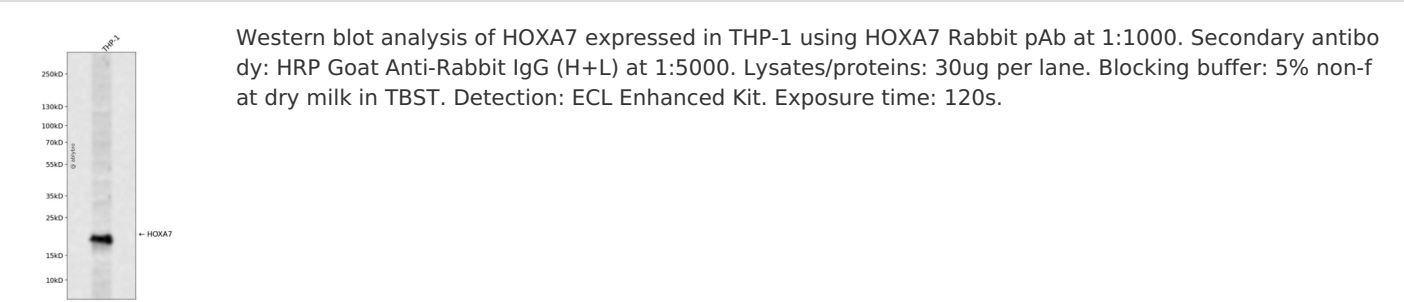 THP-1
Western blot analysis of HOXA7 expressed in THP-1 using HOXA7 Rabbit pAb at 1:1000. Secondary antibo
dy: HRP Goat Anti-Rabbit IgG (H+L) at 1:5000. Lysates/proteins: 30ug per lane. Blocking buffer: 5% non-f
at dry milk in TBST. Detection: ECL Enhanced Kit. Exposure time: 120s.
250kD
130kD
100kD
70kD
55kD
35kD
25kD
← HOXA7
15kD
10kD